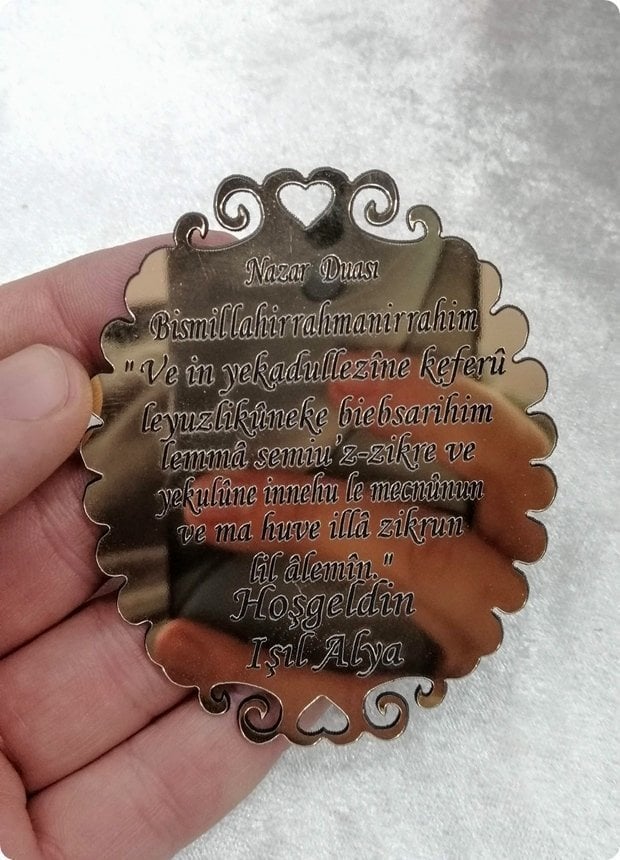 Nazar Duası
Bismillahirrahmanirrahim
"Ve in yekadullezîne keferû
leyuzlikûneke biebsarihim
lemmâ semiu'z-zikre ve
yekulûne innehu le mecnûnun
ve ma huve illâ zikrun
lil âlemîn."
Hoşgeldin
Işıl Alya